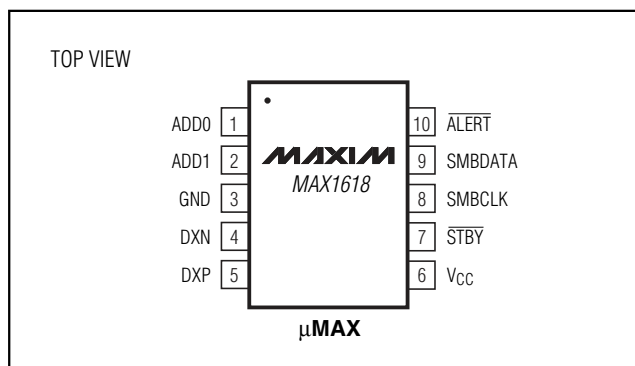 TOP VIEW
ADD0 1
ADD1 2
GND 3
DXN 4
DXP 5
MAXIM
MAX1618
10 ALERT
9 SMBDATA
8 SMBCLK
7 STBY
6 VCC
µMAX